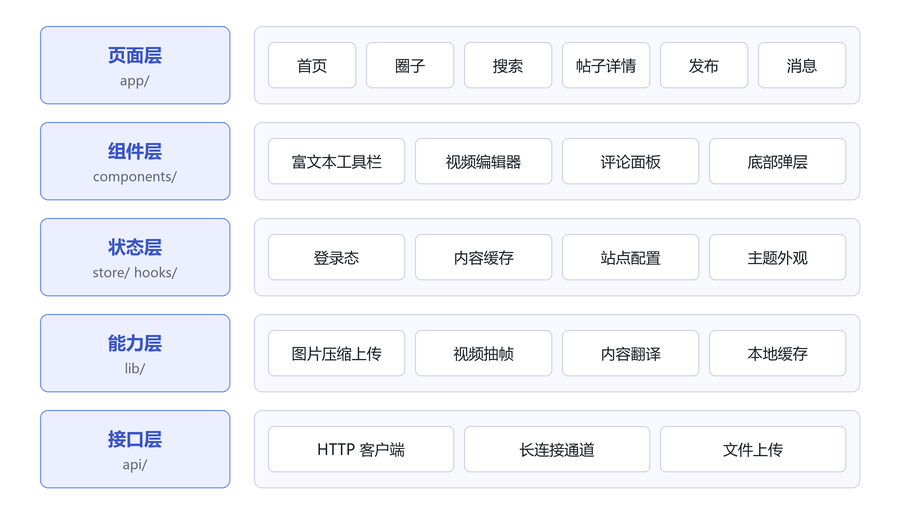 页面层
app/
首页
圈子
搜索
帖子详情
发布
消息
组件层
components/
富文本工具栏
视频编辑器
评论面板
底部弹层
状态层
store/ hooks/
登录态
内容缓存
站点配置
主题外观
能力层
lib/
图片压缩上传
视频抽帧
内容翻译
本地缓存
接口层
api/
HTTP 客户端
长连接通道
文件上传